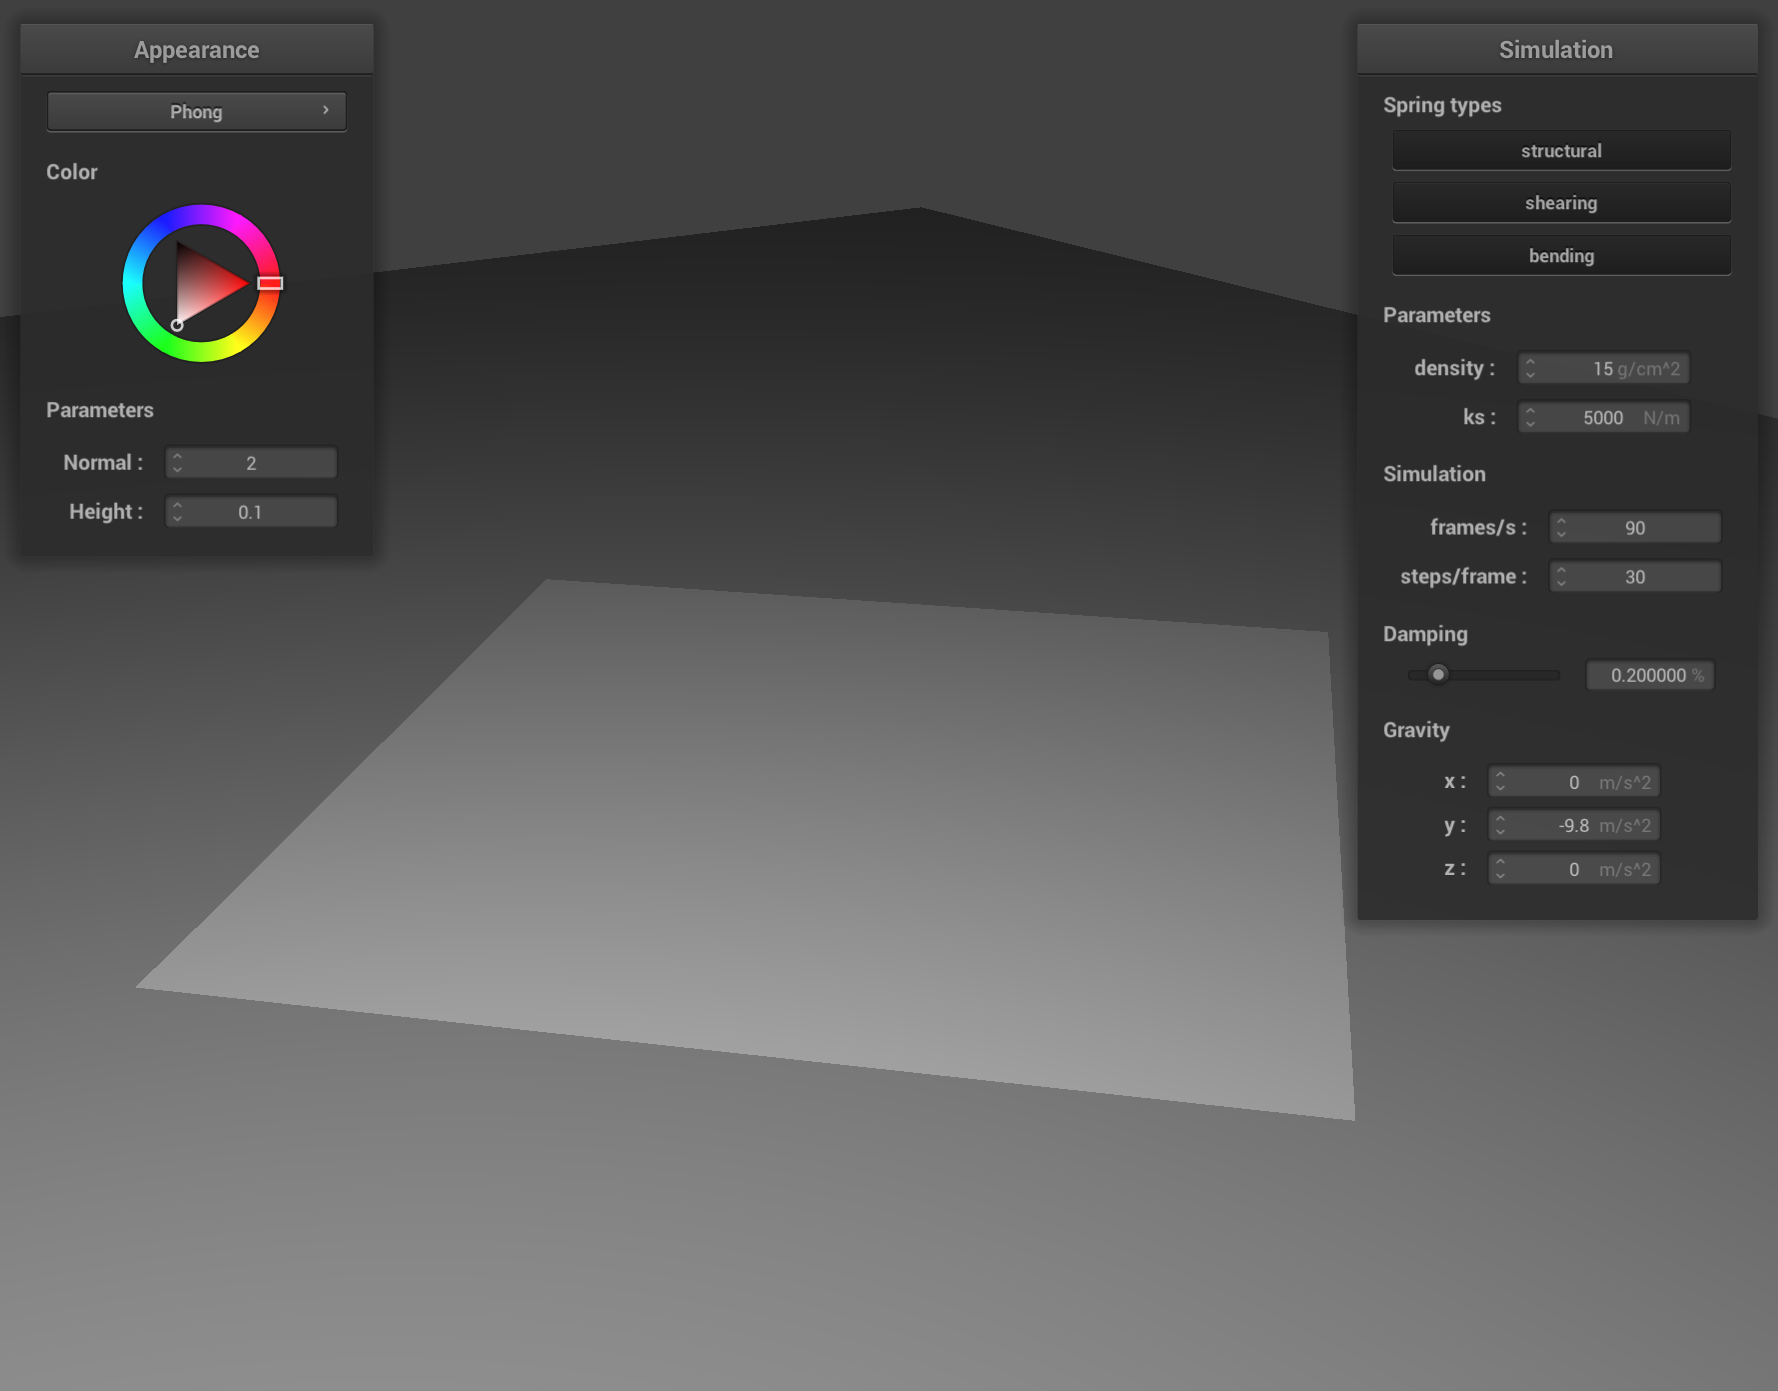 Appearance
Phong
Color
Parameters
Normal : 2
Height : 0.1
Simulation
Spring types
structural
shearing
bending
Parameters
density : 15 g/cm^2
ks : 5000 N/m
Simulation
frames/s : 90
steps/frame : 30
Damping
0.200000 %
Gravity
x : 0 m/s^2
y : -9.8 m/s^2
z : 0 m/s^2